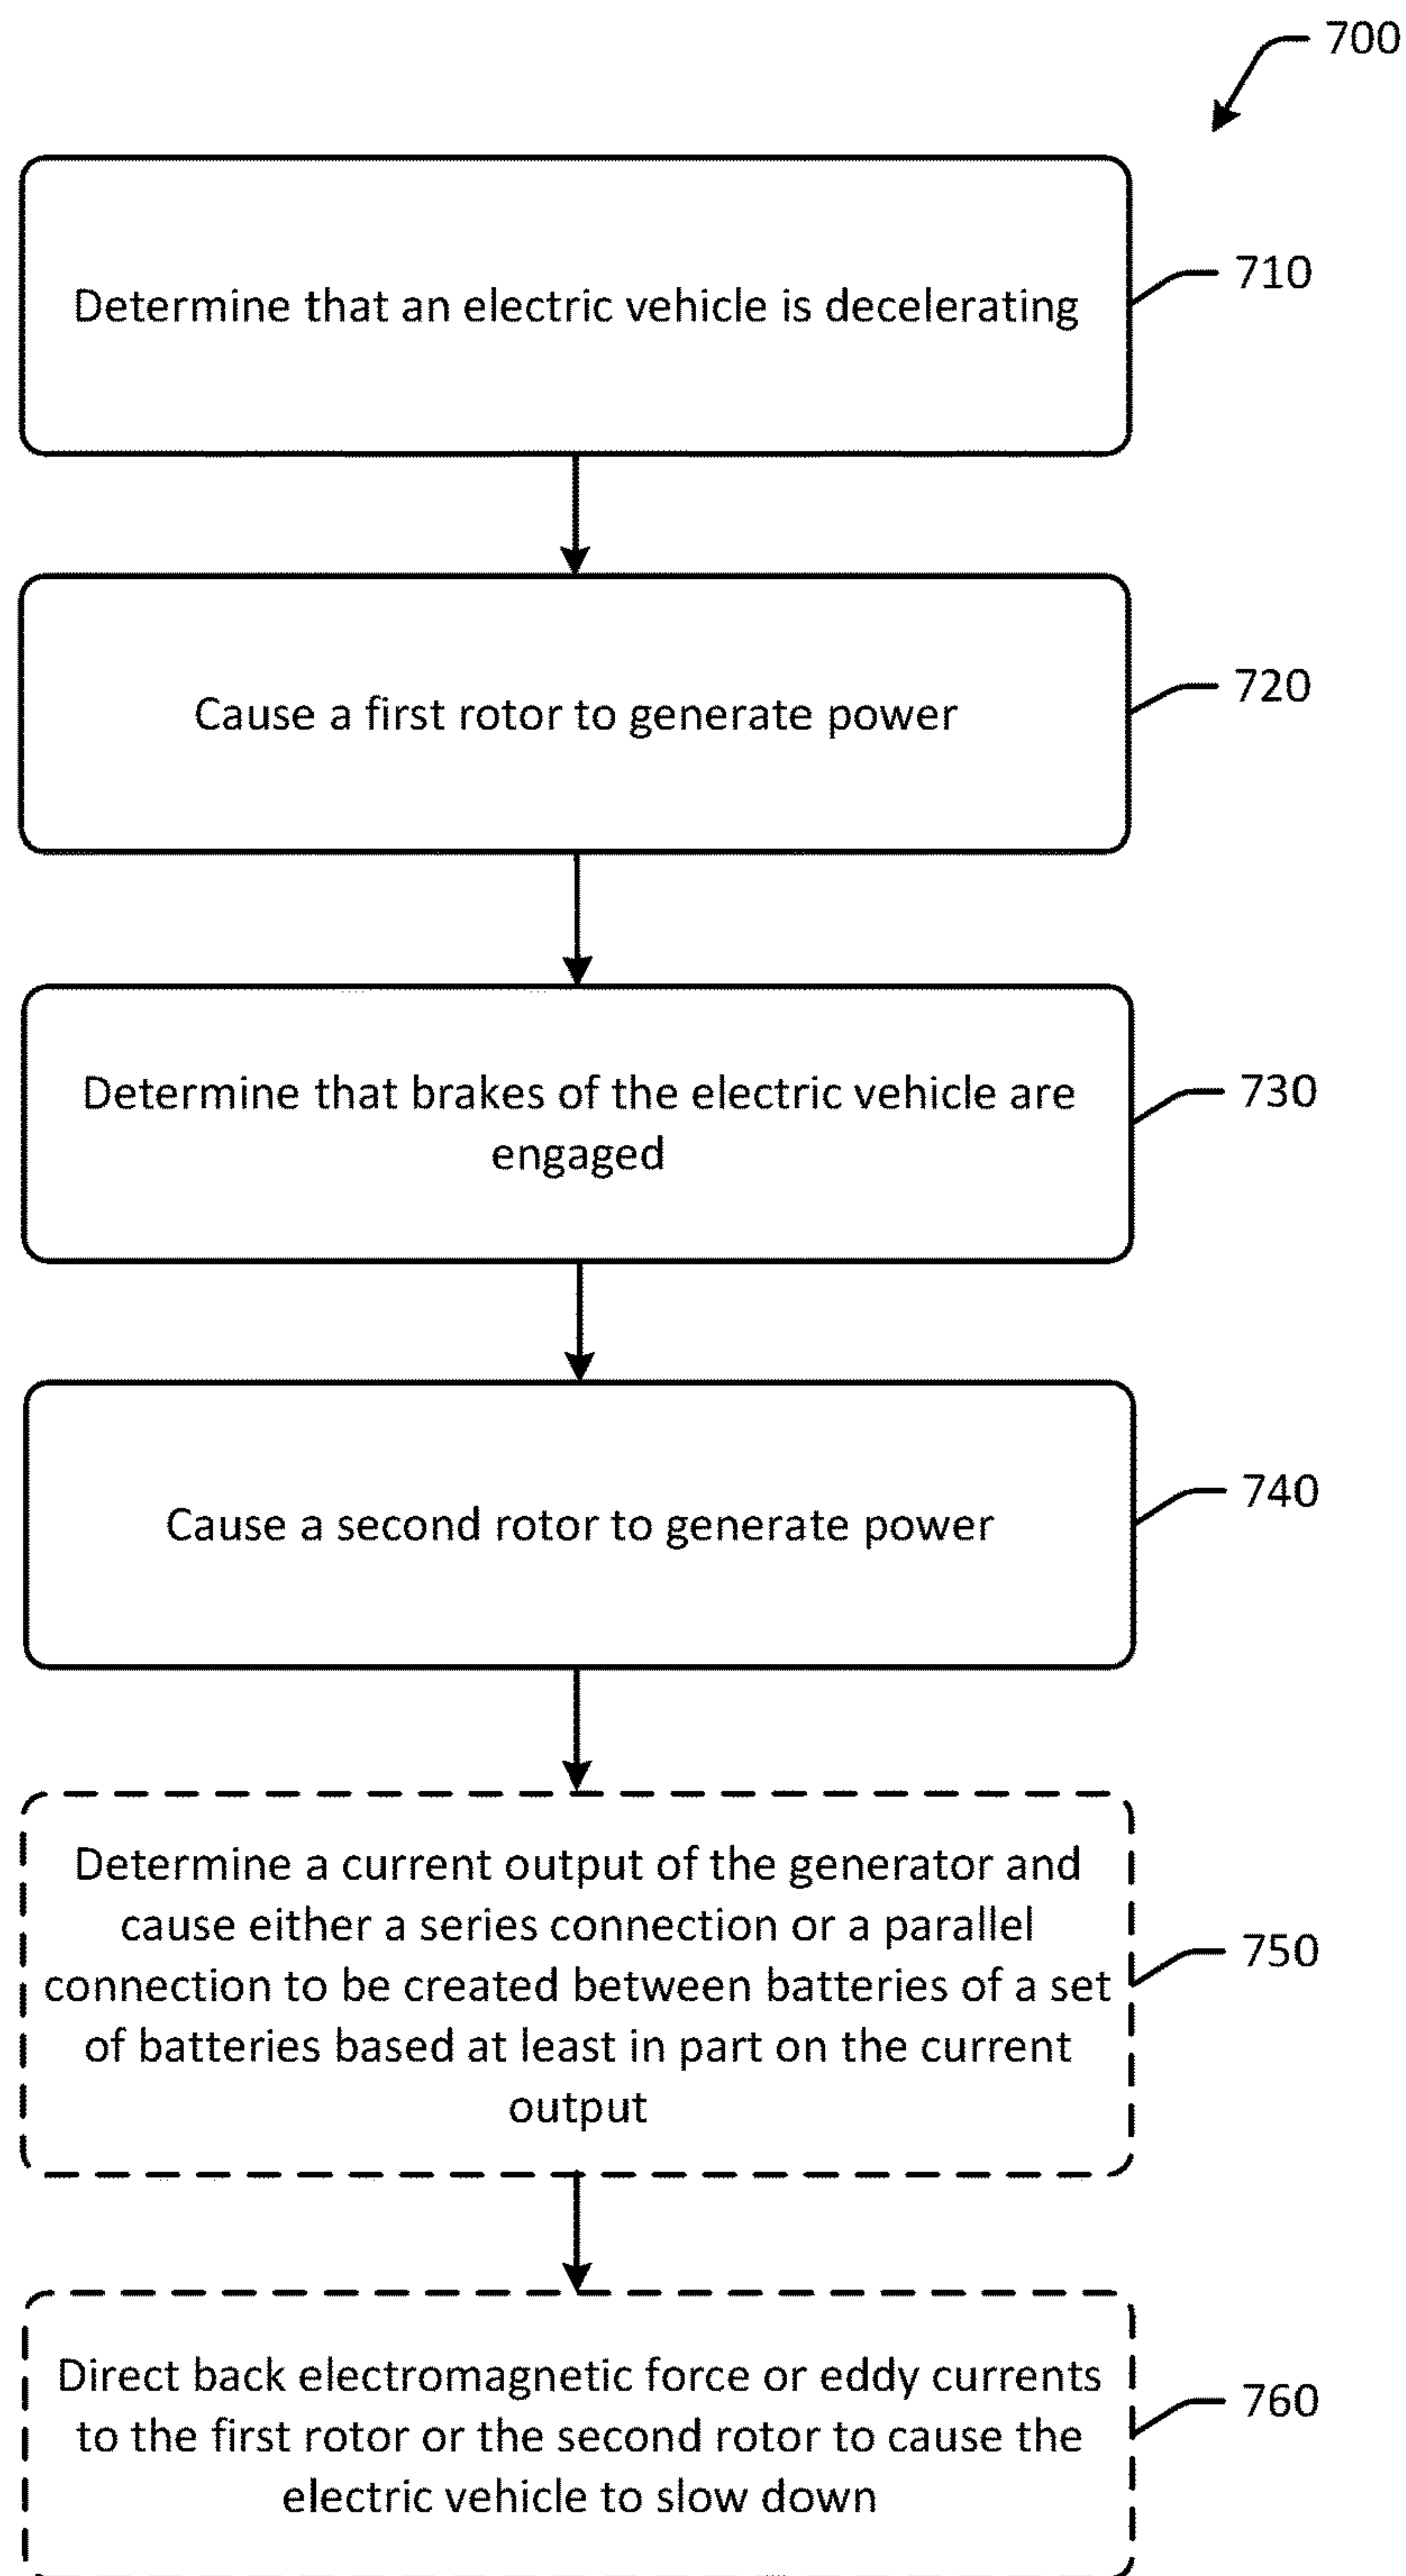 700
Determine that an electric vehicle is decelerating
710
Cause a first rotor to generate power
720
Determine that brakes of the electric vehicle are
engaged
730
Cause a second rotor to generate power
740
Determine a current output of the generator and
cause either a series connection or a parallel
connection to be created between batteries of a set
of batteries based at least in part on the current
output
750
Direct back electromagnetic force or eddy currents
to the first rotor or the second rotor to cause the
electric vehicle to slow down
760